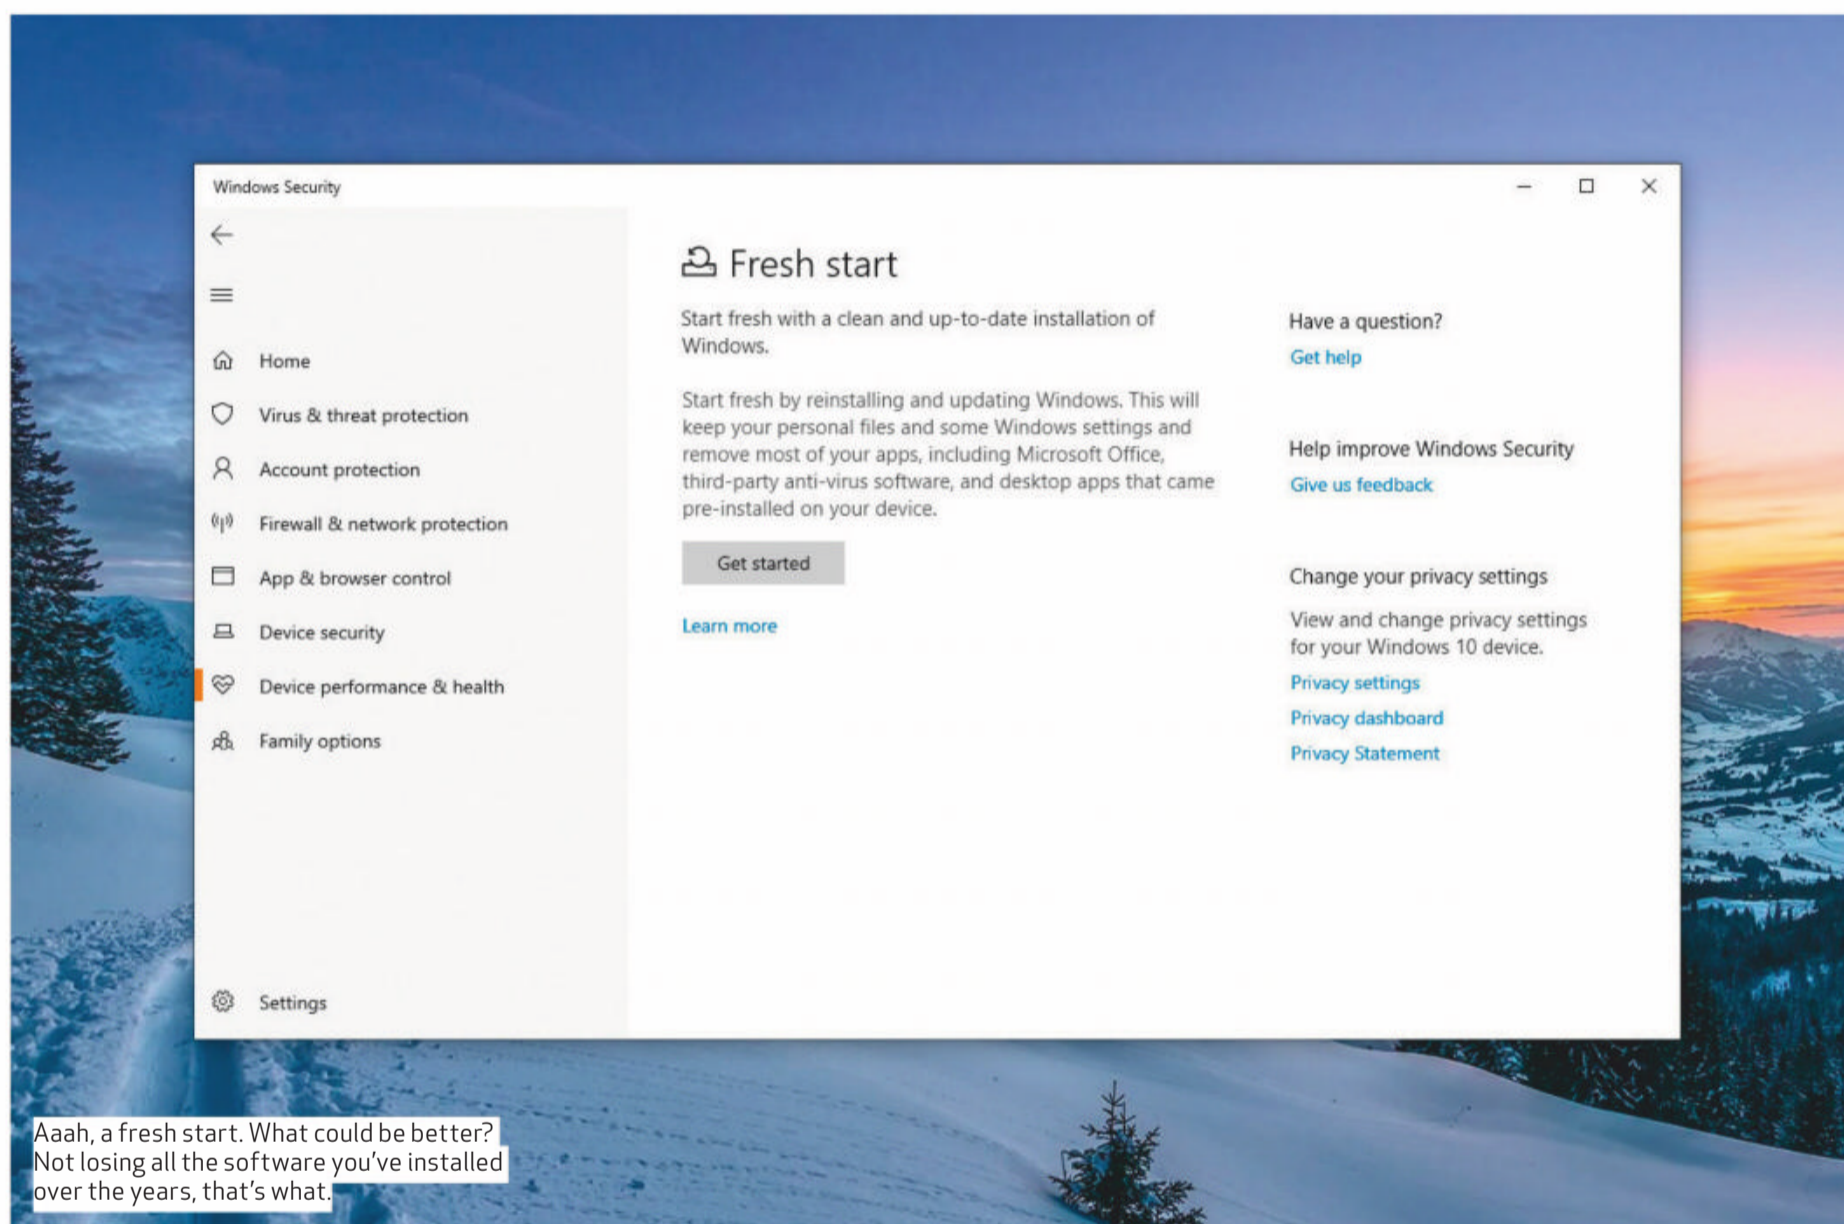 Windows Security
Home
Virus & threat protection
Account protection
Firewall & network protection
App & browser control
Device security
Device performance & health
Family options
Settings
Fresh start
Start fresh with a clean and up-to-date installation of
Windows.
Start fresh by reinstalling and updating Windows. This will
keep your personal files and some Windows settings and
remove most of your apps, including Microsoft Office,
third-party anti-virus software, and desktop apps that came
pre-installed on your device.
Get started
Learn more
Have a question?
Get help
Help improve Windows Security
Give us feedback
Change your privacy settings
View and change privacy settings
for your Windows 10 device.
Privacy settings
Privacy dashboard
Privacy Statement
Aaah, a fresh start. What could be better?
Not losing all the software you've installed
over the years, that's what.